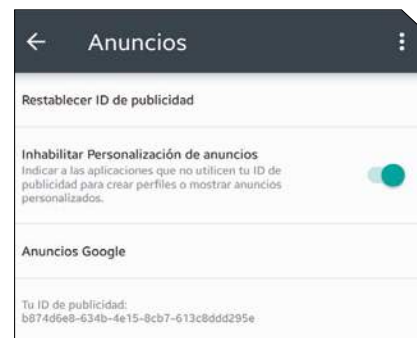 Anuncios
Restablecer ID de publicidad
Inhabilitar Personalización de anuncios
Indicar a las aplicaciones que no utilicen tu ID de
publicidad para crear perfiles o mostrar anuncios
personalizados.
Anuncios Google
Tu ID de publicidad:
b874d6e8-634b-4e15-8cb7-613c8ddd295e